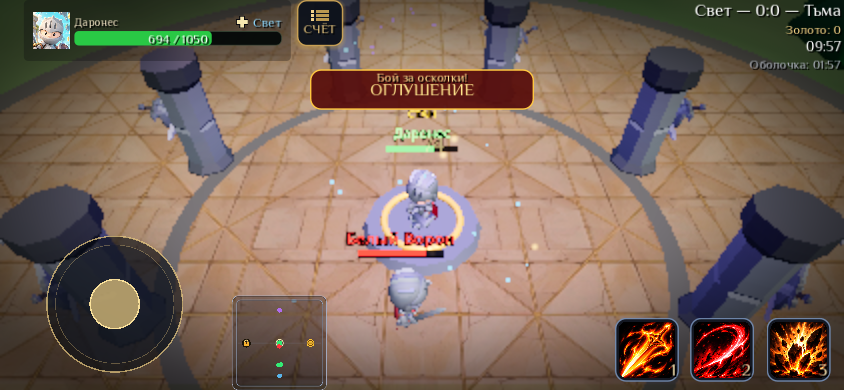 Даронес
Свет
694 / 1050
СЧЁТ
Свет — 0:0 — Тьма
Золото: 0
09:57
Оболочка: 01:57
Бой за осколки!
ОГЛУШЕНИЕ
Даронес
1
2
3